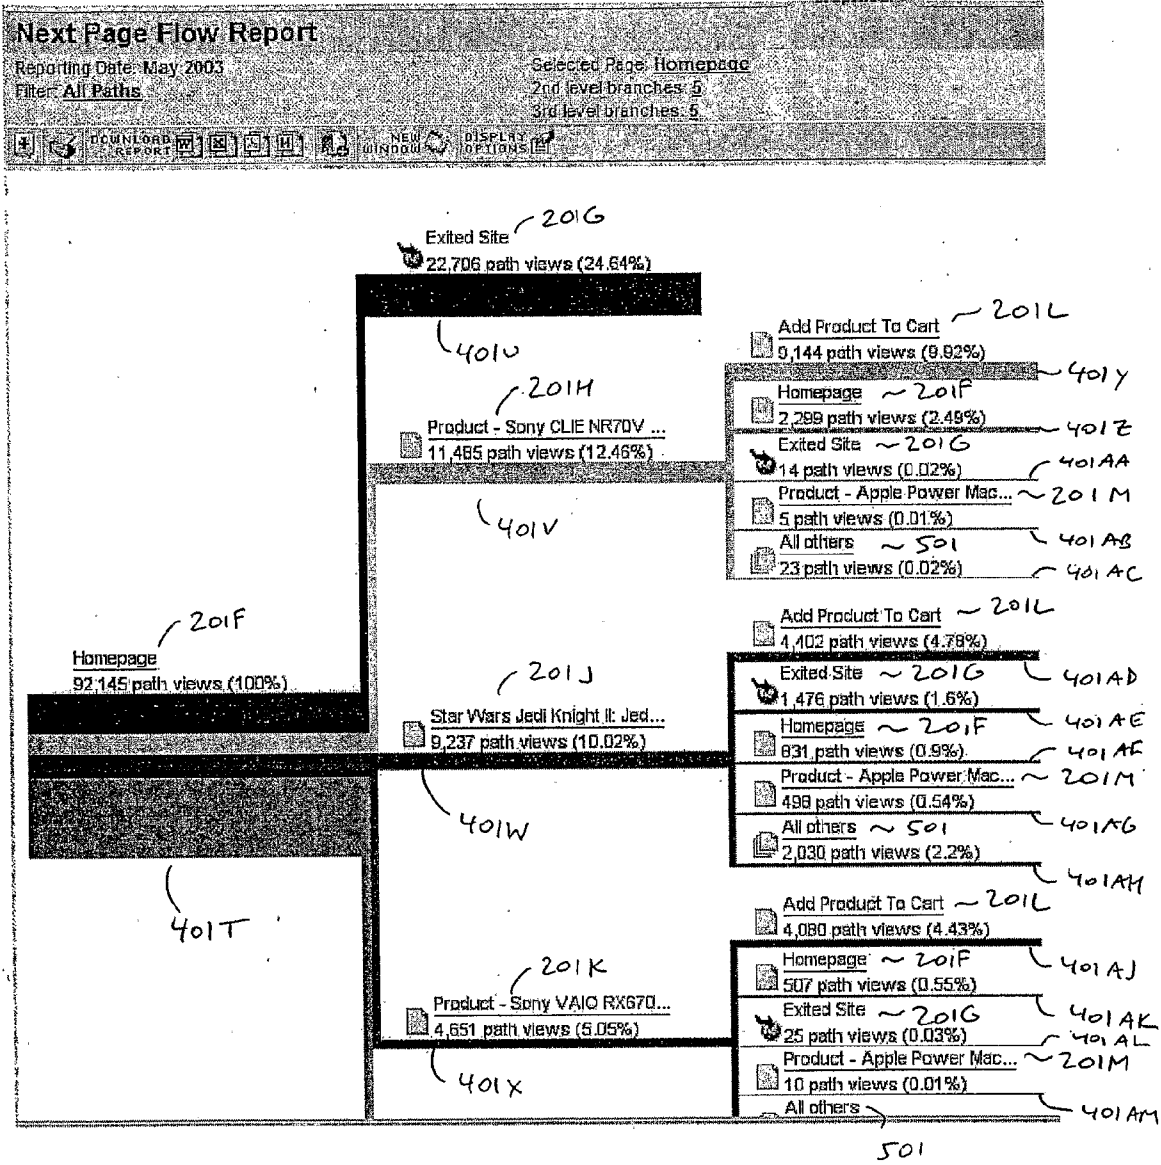 Next Page Flow Report
Reporting Date: May 2003
Filter: All Paths
Selected Page: Homepage
2nd level branches: 5
3rd level branches: 5
DOWNLOAD REPORT
NEW WINDOW
DISPLAY OPTIONS
Exited Site 201G
22,706 path views (24.64%)
401U
Add Product To Cart 201L
9,144 path views (9.92%)
401Y
201H
Product - Sony CLIE NR70V ...
11,485 path views (12.46%)
401V
Homepage 201F
2,299 path views (2.49%)
401Z
Exited Site 201G
14 path views (0.02%)
401AA
Product - Apple Power Mac... 201M
5 path views (0.01%)
401AB
All others 501
23 path views (0.02%)
401AC
201F
Homepage
92,145 path views (100%)
401T
201J
Star Wars Jedi Knight II: Jed...
9,237 path views (10.02%)
401W
Add Product To Cart 201L
4,402 path views (4.78%)
401AD
Exited Site 201G
1,476 path views (1.6%)
401AE
Homepage 201F
831 path views (0.9%)
401AF
Product - Apple Power Mac... 201M
498 path views (0.54%)
401AG
All others 501
2,030 path views (2.2%)
401AH
201K
Product - Sony VAIO RX670...
4,651 path views (5.05%)
401X
Add Product To Cart 201L
4,080 path views (4.43%)
401AJ
Homepage 201F
507 path views (0.55%)
401AK
Exited Site 201G
25 path views (0.03%)
401AL
Product - Apple Power Mac... 201M
10 path views (0.01%)
401AM
All others
501